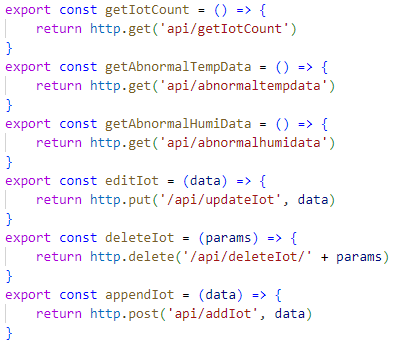 export const getIotCount = () => {
    return http.get('api/getIotCount')
}
export const getAbnormalTempData = () => {
    return http.get('api/abnormaltempdata')
}
export const getAbnormalHumiData = () => {
    return http.get('api/abnormalhumidata')
}
export const editIot = (data) => {
    return http.put('/api/updateIot', data)
}
export const deleteIot = (params) => {
    return http.delete('/api/deleteIot/' + params)
}
export const appendIot = (data) => {
    return http.post('api/addIot', data)
}